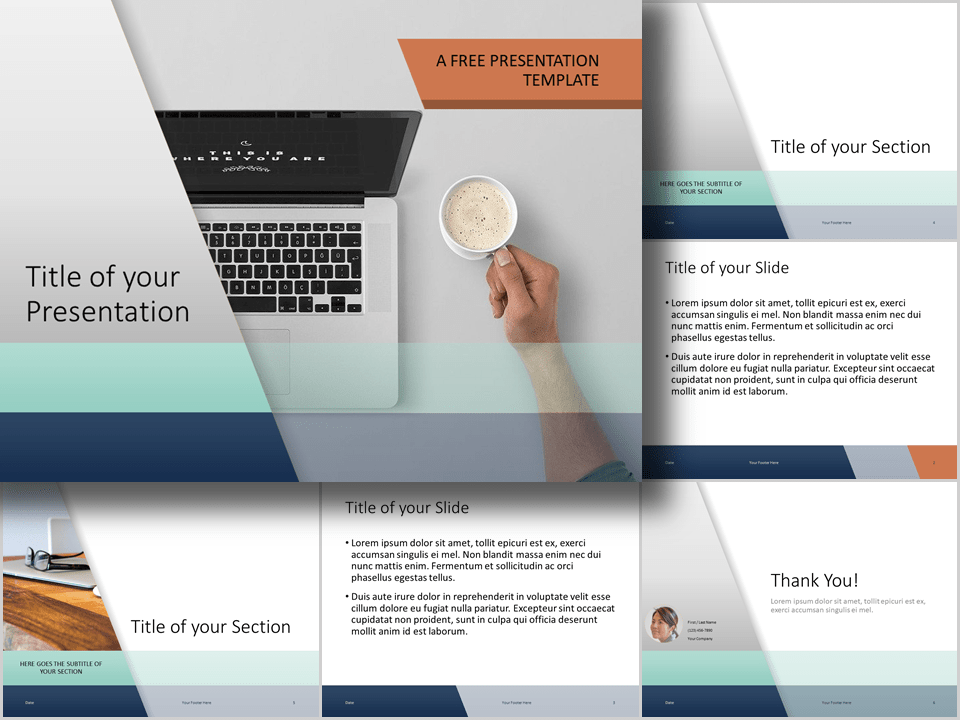 A FREE PRESENTATION
TEMPLATE
THIS IS
WHERE YOU ARE
Title of your
Presentation
Title of your Section
HERE GOES THE SUBTITLE OF
YOUR SECTION
Date
Your Footer Here
Title of your Slide
• Lorem ipsum dolor sit amet, tollit epicuri est ex, exerci
accumsan singulis ei mel. Non blandit massa enim nec dui
nunc mattis enim. Fermentum et sollicitudin ac orci
phasellus egestas tellus.
• Duis aute irure dolor in reprehenderit in voluptate velit esse
cillum dolore eu fugiat nulla pariatur. Excepteur sint occaecat
cupidatat non proident, sunt in culpa qui officia deserunt
mollit anim id est laborum.
Date
Your Footer Here
Title of your Section
HERE GOES THE SUBTITLE OF
YOUR SECTION
Date
Your Footer Here
Title of your Slide
• Lorem ipsum dolor sit amet, tollit epicuri est ex, exerci
accumsan singulis ei mel. Non blandit massa enim nec dui
nunc mattis enim. Fermentum et sollicitudin ac orci
phasellus egestas tellus.
• Duis aute irure dolor in reprehenderit in voluptate velit esse
cillum dolore eu fugiat nulla pariatur. Excepteur sint occaecat
cupidatat non proident, sunt in culpa qui officia deserunt
mollit anim id est laborum.
Date
Your Footer Here
Thank You!
Lorem ipsum dolor sit amet, tollit epicuri est ex,
exerci accumsan singulis ei mel.
First / Last Name
(123) 456-7890
Your Company
Date
Your Footer Here